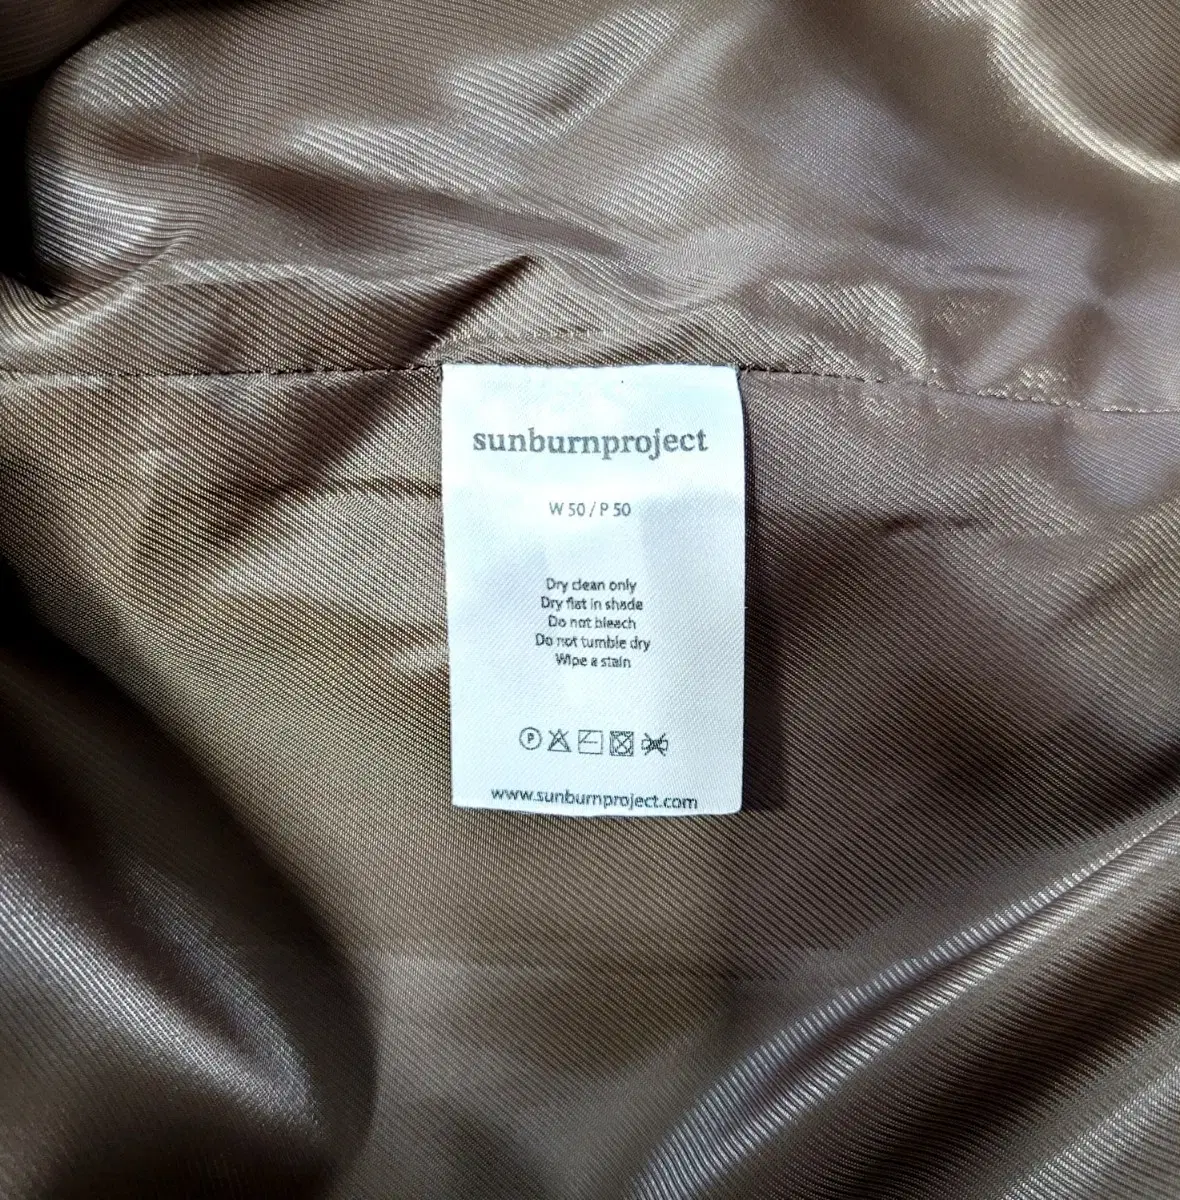 sunburnproject
W 50 / P 50
Dry clean only
Dry flat in shade
Do not bleach
Do not tumble dry
Wipe a stain
P
www.sunburnproject.com